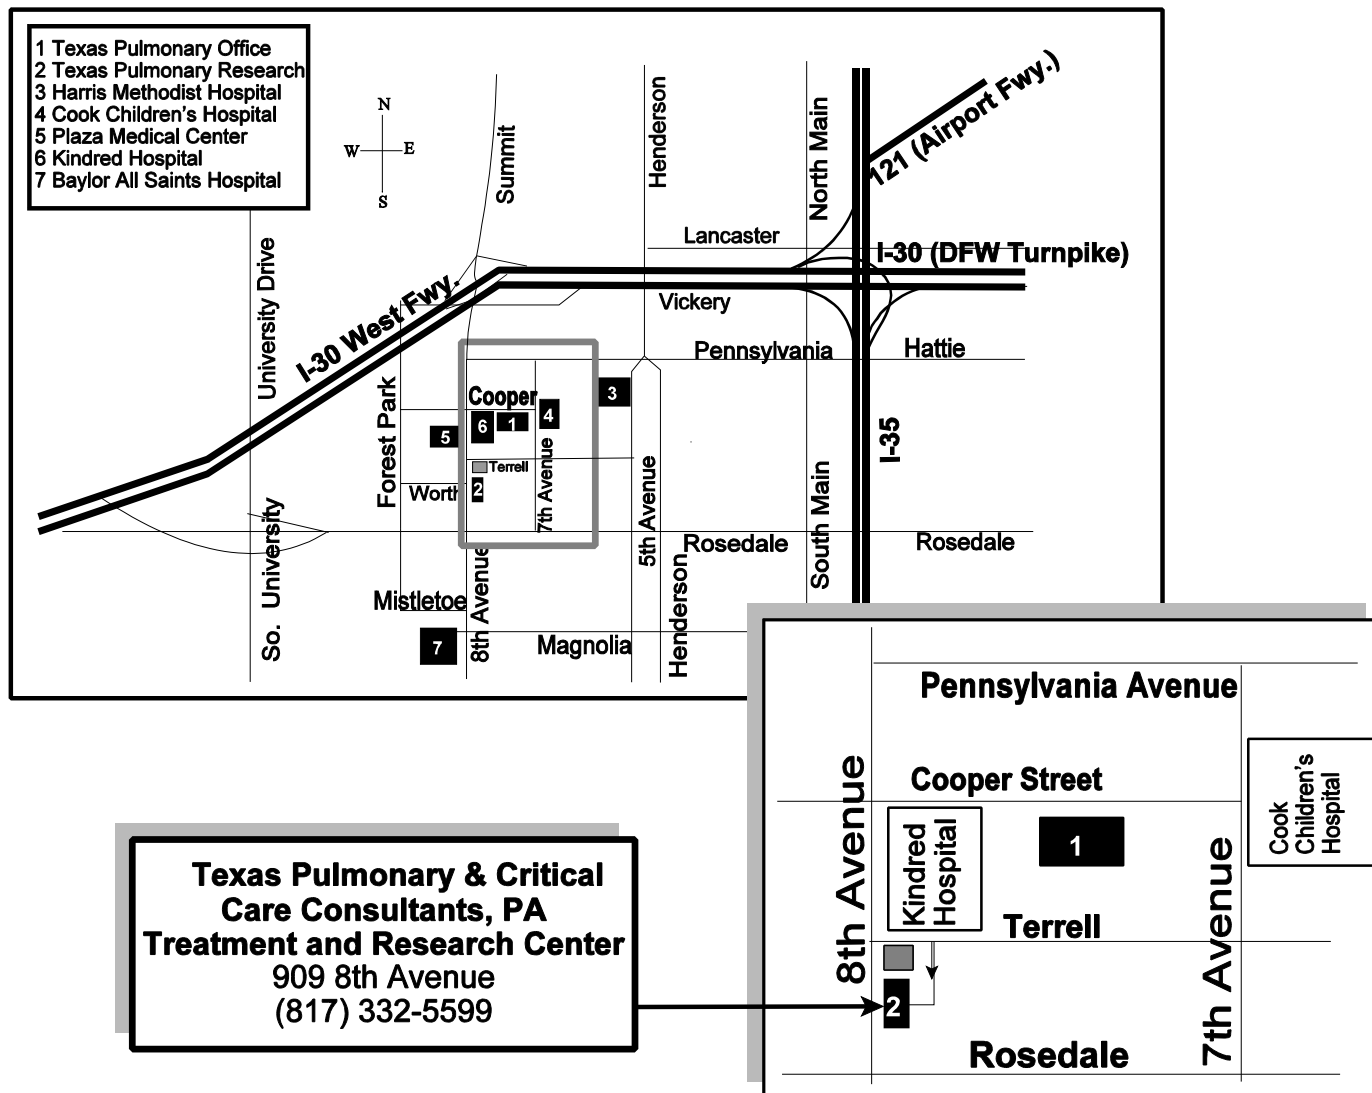 1 Texas Pulmonary Office
2 Texas Pulmonary Research
3 Harris Methodist Hospital
4 Cook Children's Hospital
5 Plaza Medical Center
6 Kindred Hospital
7 Baylor All Saints Hospital
N
W E
S
Summit
Henderson
North Main
121 (Airport Fwy.)
Lancaster
I-30 (DFW Turnpike)
University Drive
I-30 West Fwy.
Vickery
Pennsylvania
Hattie
Forest Park
Cooper
3
4
1
6
5
I-35
Terrell
7th Avenue
Worth
2
5th Avenue
South Main
Rosedale
Rosedale
So. University
Mistletoe
8th Avenue
Henderson
7
Magnolia
Pennsylvania Avenue
8th Avenue
Cooper Street
Cook
Children's
Hospital
Kindred
Hospital
1
7th Avenue
Terrell
2
Rosedale
Texas Pulmonary & Critical
Care Consultants, PA
Treatment and Research Center
909 8th Avenue
(817) 332-5599